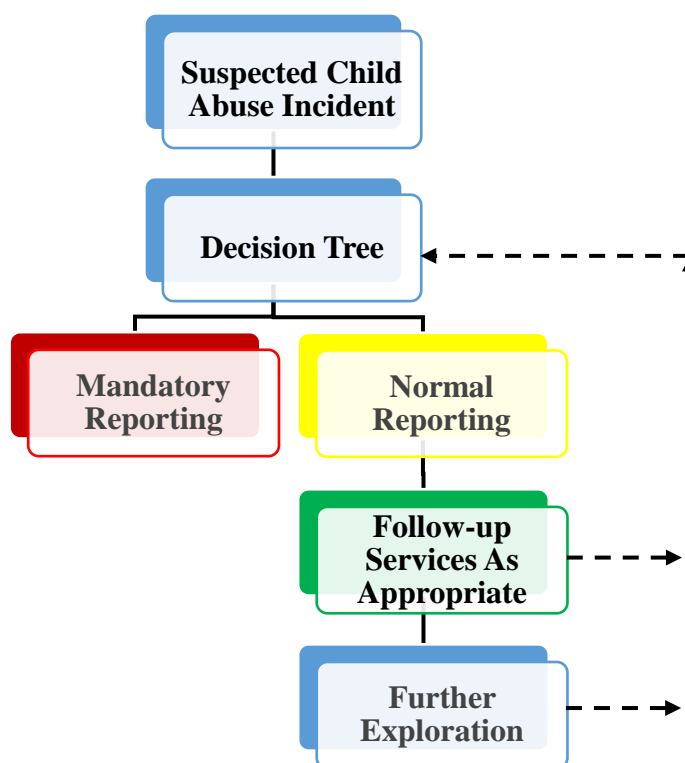 Suspected Child
Abuse Incident
Decision Tree
Mandatory
Reporting
Normal
Reporting
Follow-up
Services As
Appropriate
Further
Exploration